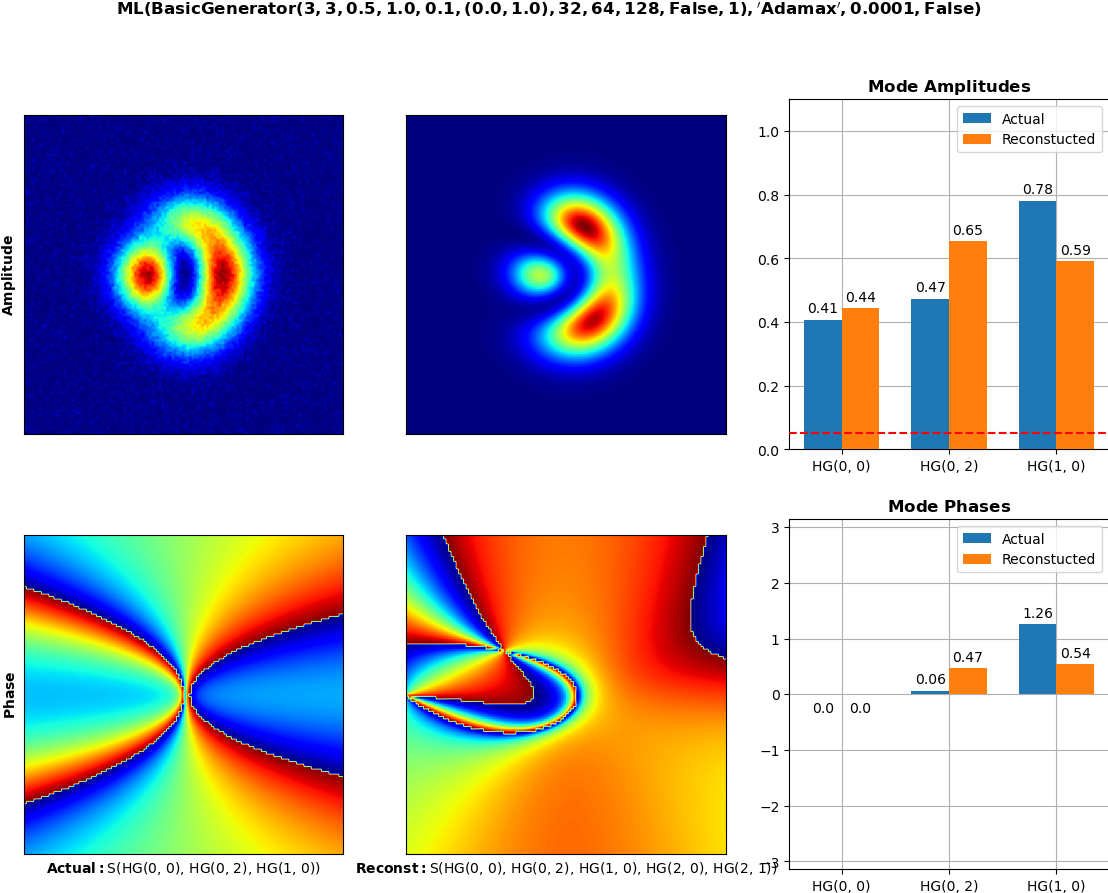 ML(BasicGenerator(3, 3, 0.5, 1.0, 0.1, (0.0, 1.0), 32, 64, 128, False, 1), ′Adamax′, 0.0001, False)
Amplitude
Mode Amplitudes
Actual
Reconstucted
1.0
0.8
0.6
0.4
0.2
0.0
0.41
0.44
0.47
0.65
0.78
0.59
HG(0, 0)
HG(0, 2)
HG(1, 0)
Phase
Actual: S(HG(0, 0), HG(0, 2), HG(1, 0))
Reconst: S(HG(0, 0), HG(0, 2), HG(1, 0), HG(2, 0), HG(2, 1))
Mode Phases
Actual
Reconstucted
3
2
1
0
−1
−2
−3
0.0
0.0
0.06
0.47
1.26
0.54
HG(0, 0)
HG(0, 2)
HG(1, 0)